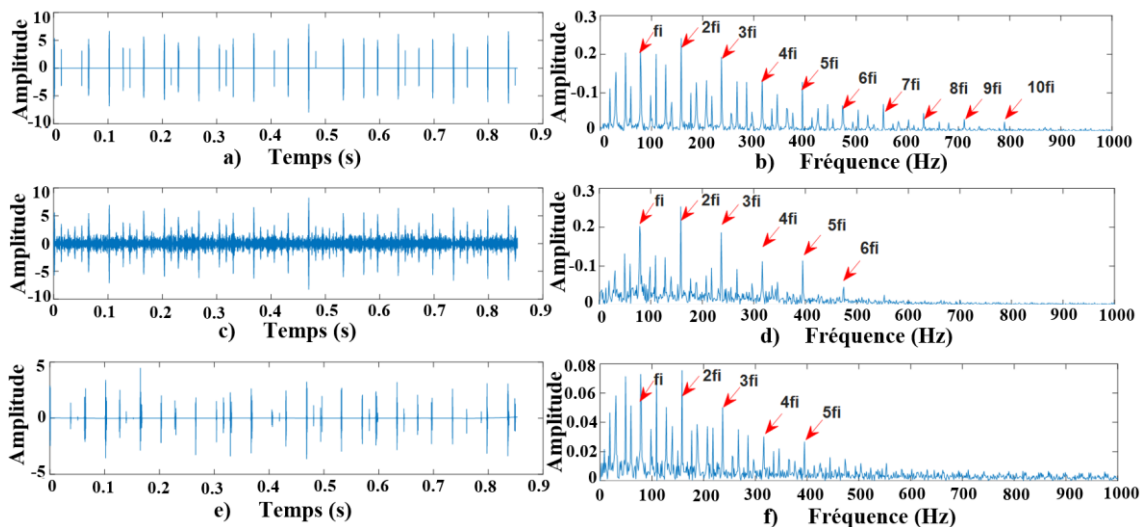 Amplitude
10
5
0
-5
-10
0 0.1 0.2 0.3 0.4 0.5 0.6 0.7 0.8 0.9
a) Temps (s)
Amplitude
0.3
0.2
-0.1
0
fi 2fi 3fi 4fi 5fi 6fi 7fi 8fi 9fi 10fi
0 100 200 300 400 500 600 700 800 900 1000
b) Fréquence (Hz)
Amplitude
10
5
0
-5
-10
0 0.1 0.2 0.3 0.4 0.5 0.6 0.7 0.8 0.9
c) Temps (s)
Amplitude
0.3
0.2
-0.1
0
fi 2fi 3fi 4fi 5fi 6fi
0 100 200 300 400 500 600 700 800 900 1000
d) Fréquence (Hz)
Amplitude
5
0
-5
0 0.1 0.2 0.3 0.4 0.5 0.6 0.7 0.8 0.9
e) Temps (s)
Amplitude
0.08
0.06
0.04
0.02
0
fi 2fi 3fi 4fi 5fi
0 100 200 300 400 500 600 700 800 900 1000
f) Fréquence (Hz)